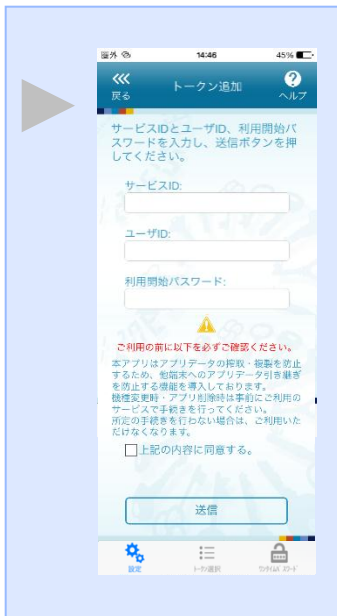 圏外
14:46
45%
戻る
トークン追加
ヘルプ
サービスIDとユーザID、利用開始パ
スワードを入力し、送信ボタンを押
してください。
サービスID:
ユーザID:
利用開始パスワード:
ご利用の前に以下を必ずご確認ください。
本アプリはアプリデータの搾取・複製を防止
するため、他端末へのアプリデータ引き継ぎ
を防止する機能を導入しております。
機種変更時・アプリ削除時は事前にご利用の
サービスで手続きを行ってください。
所定の手続きを行わない場合は、ご利用いた
だけなくなります。
上記の内容に同意する。
送信
設定
トークン選択
ワンタイムパスワード